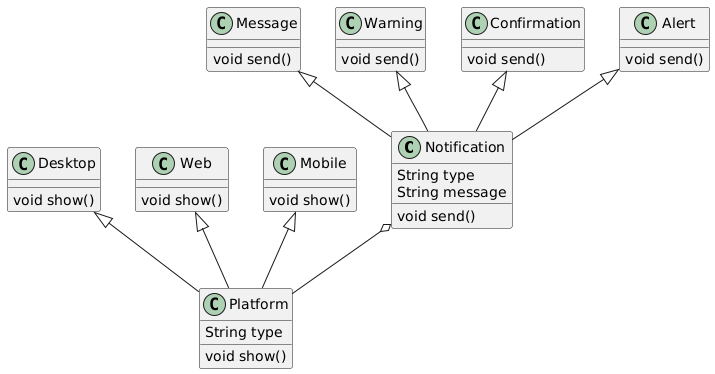 C Message
void send()
C Warning
void send()
C Confirmation
void send()
C Alert
void send()
C Desktop
void show()
C Web
void show()
C Mobile
void show()
C Notification
String type
String message
void send()
C Platform
String type
void show()